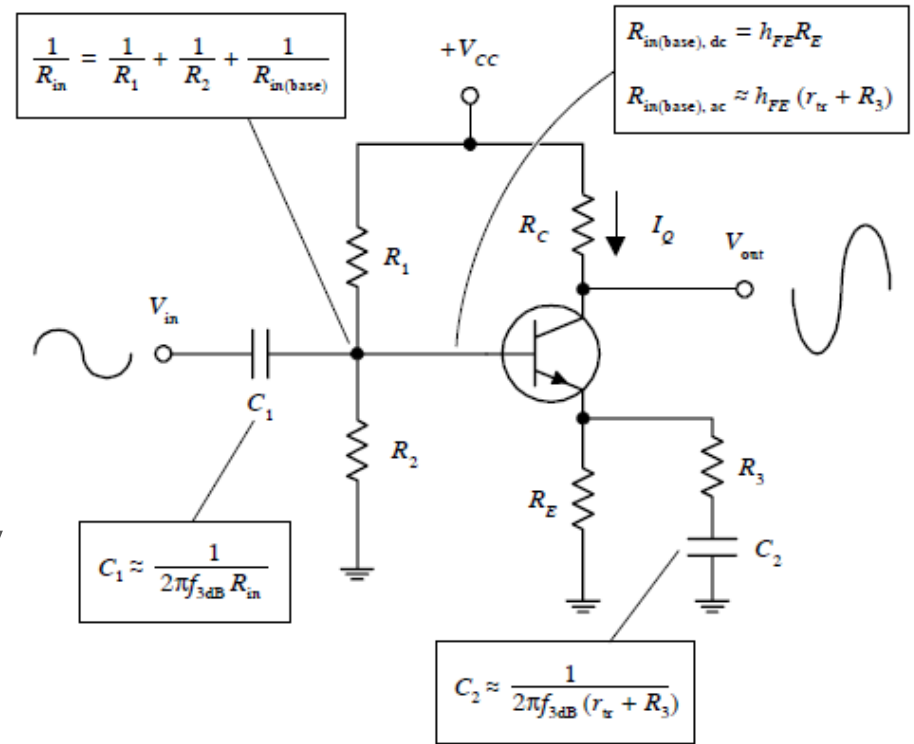 1/R_in = 1/R_1 + 1/R_2 + 1/R_in(base)
R_in(base), dc = h_FE R_E
R_in(base), ac ≈ h_FE (r_tr + R_3)
+V_CC
R_C
I_Q
V_out
R_1
V_in
C_1
R_2
R_3
R_E
C_2
C_1 ≈ 1/(2πf_3dB R_in)
C_2 ≈ 1/(2πf_3dB (r_tr + R_3))